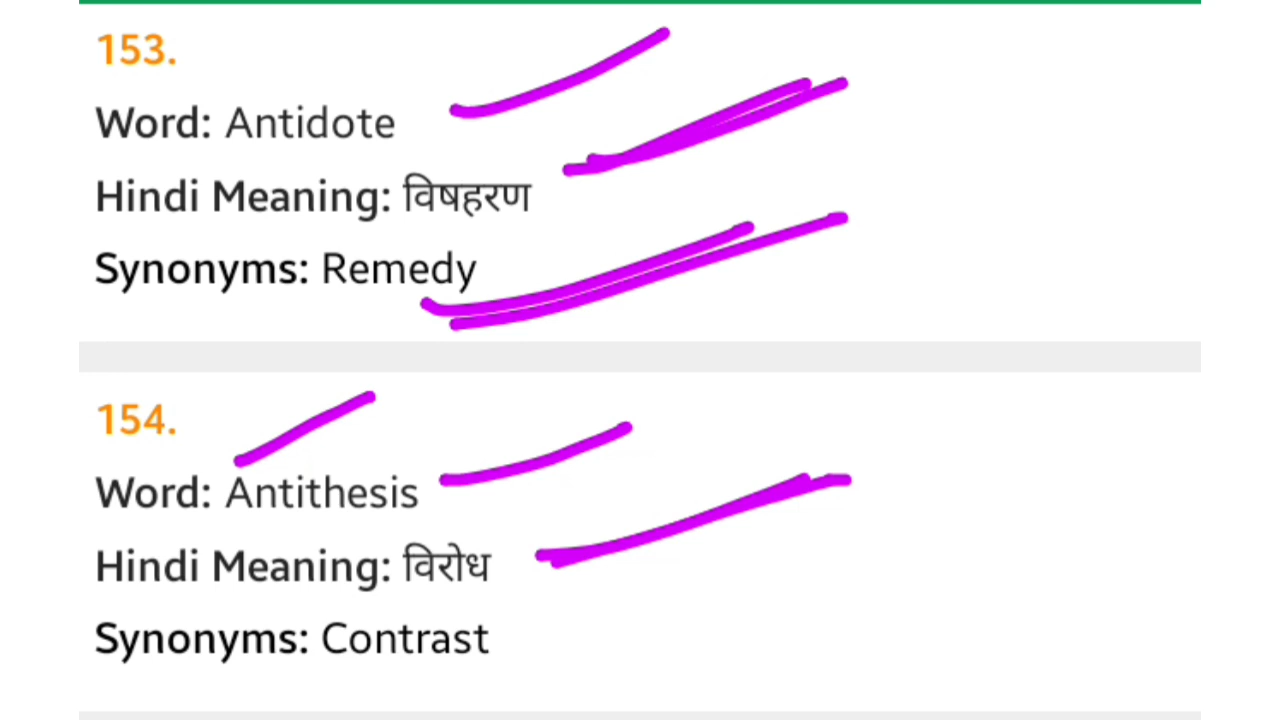 153.
Word: Antidote
Hindi Meaning: विषहरण
Synonyms: Remedy
154.
Word: Antithesis
Hindi Meaning: विरोध
Synonyms: Contrast